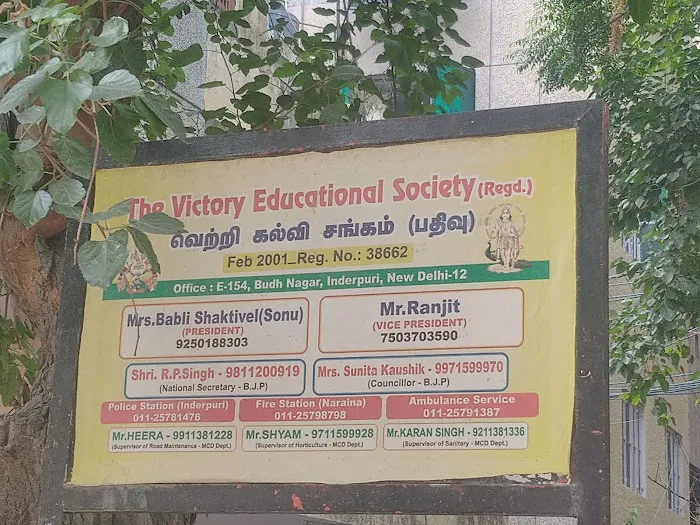 The Victory Educational Society (Regd.)
வெற்றி கல்வி சங்கம் (பதிவு)
Feb 2001_Reg. No.: 38662
Office : E-154, Budh Nagar, Inderpuri, New Delhi-12
Mrs.Babli Shaktivel(Sonu)
(PRESIDENT)
9250188303
Mr.Ranjit
(VICE PRESIDENT)
7503703590
Shri. R.P.Singh - 9811200919
(National Secretary - B.J.P)
Mrs. Sunita Kaushik - 9971599970
(Councillor - B.J.P)
Police Station (Inderpuri)
011-25781476
Fire Station (Naraina)
011-25798798
Ambulance Service
011-25791387
Mr.HEERA - 9911381228
(Supervisor of Road Maintenance - MCD Dept.)
Mr.SHYAM - 9711599928
(Supervisor of Horticulture - MCD Dept.)
Mr.KARAN SINGH - 9211381336
(Supervisor of Sanitary - MCD Dept.)